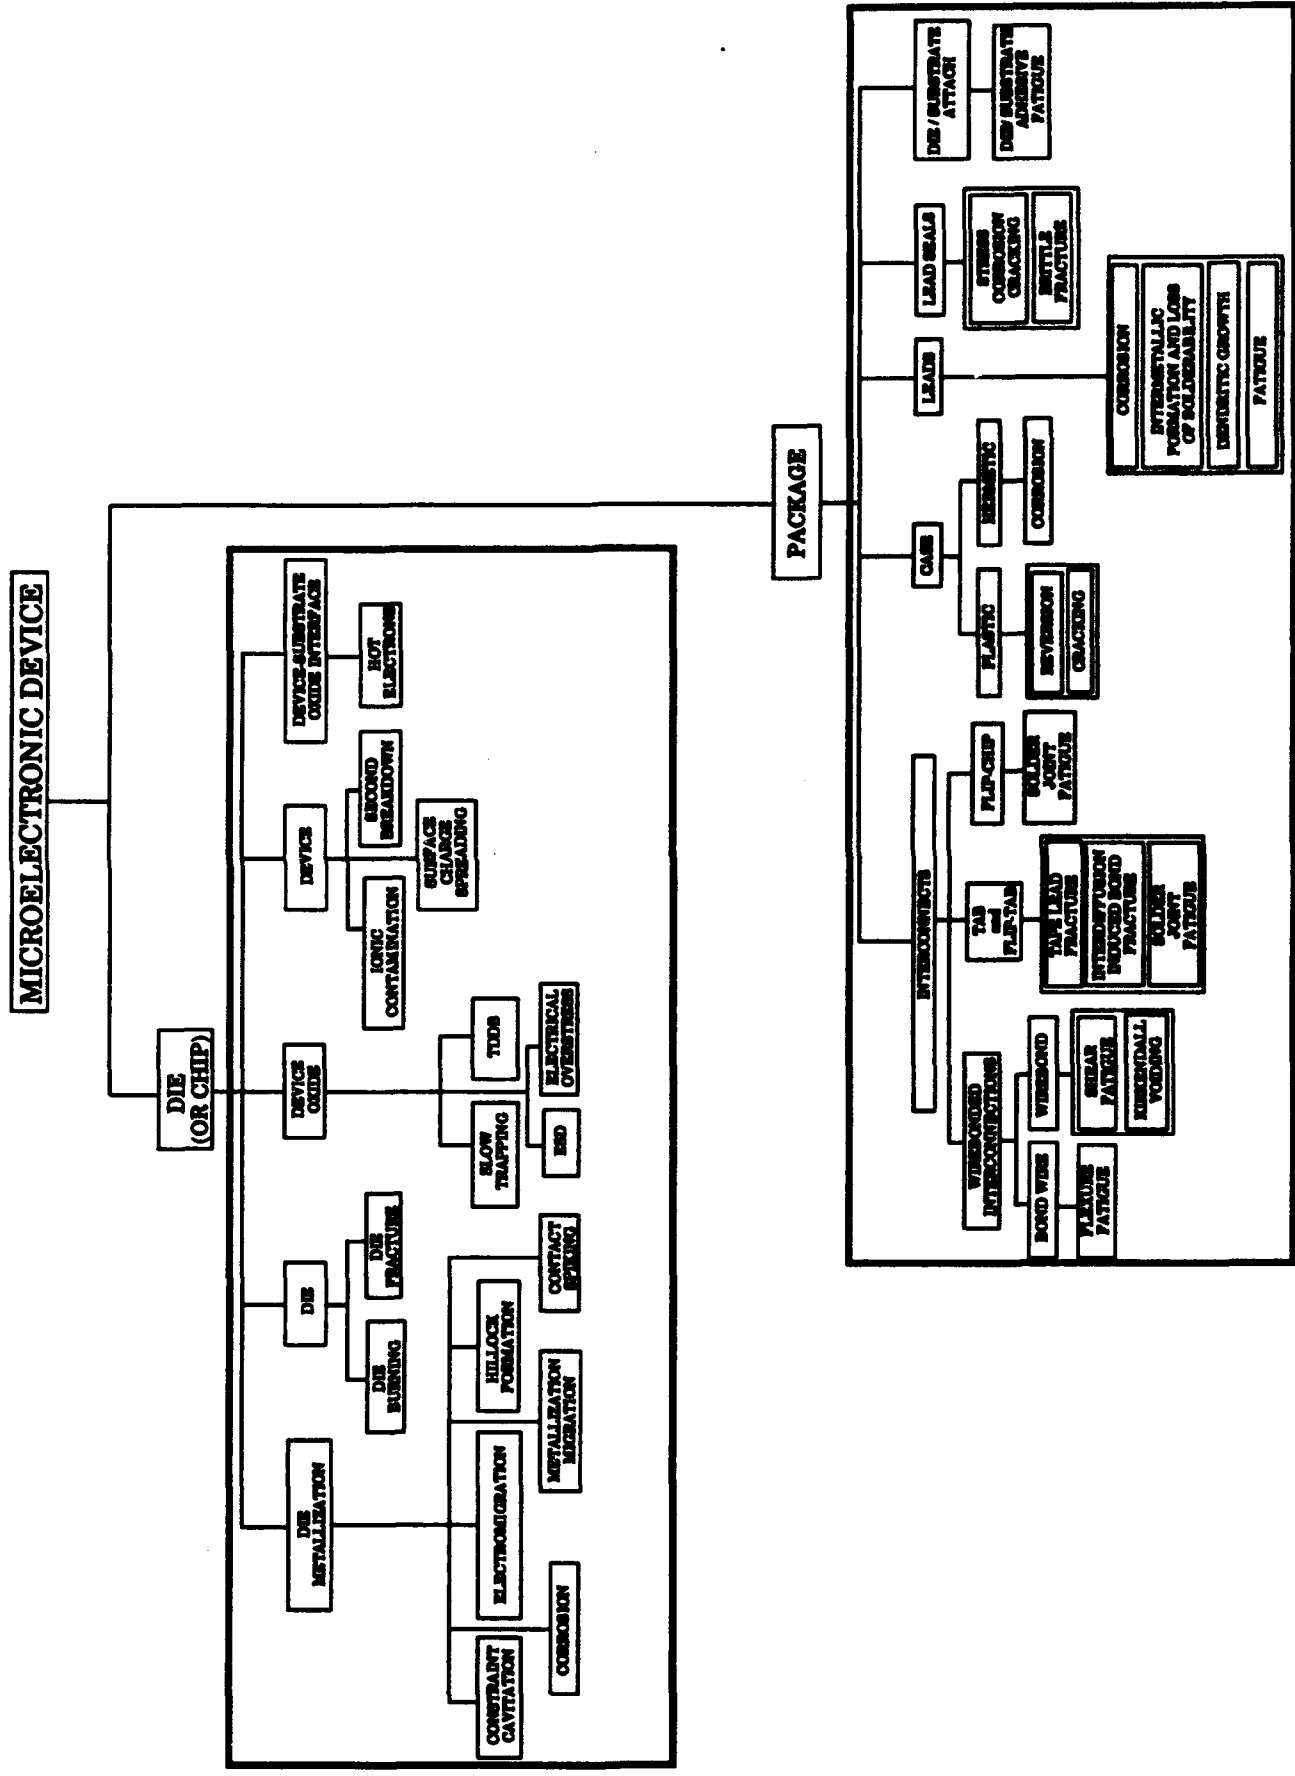 MICROELECTRONIC DEVICE
DIE
(OR CHIP)
DIE
METALLIZATION
CONSTRAINT
CAVITATION
CORROSION
ELECTROMIGRATION
METALLIZATION
MIGRATION
HILLOCK
FORMATION
CONTACT
SPIKING
DIE
DIE
BURNING
DIE
FRACTURE
DEVICE
OXIDE
SLOW
TRAPPING
TDDB
ESD
ELECTRICAL
OVERSTRESS
DEVICE
IONIC
CONTAMINATION
SECOND
BREAKDOWN
SURFACE
CHARGE
SPREADING
DEVICE-SUBSTRATE
OXIDE INTERFACE
HOT
ELECTRONS
PACKAGE
INTERCONNECTS
WIREBONDED
INTERCONNECTIONS
BOND WIRE
FLEXURE
FATIGUE
WIREBOND
SHEAR
FATIGUE
KIRKENDALL
VOIDING
TAB
and
FLIP-TAB
TAPE LEAD
FRACTURE
INTERDIFFUSION
INDUCED BOND
FRACTURE
SOLDER
JOINT
FATIGUE
FLIP-CHIP
SOLDER
JOINT
FATIGUE
CASE
PLASTIC
REVERSION
CRACKING
HERMETIC
CORROSION
LEADS
CORROSION
INTERMETALLIC
FORMATION AND LOSS
OF SOLDERABILITY
DENDRITIC GROWTH
FATIGUE
LEAD SEALS
STRESS
CORROSION
CRACKING
BRITTLE
FRACTURE
DIE / SUBSTRATE
ATTACH
DIE/ SUBSTRATE
ADHESIVE
FATIGUE